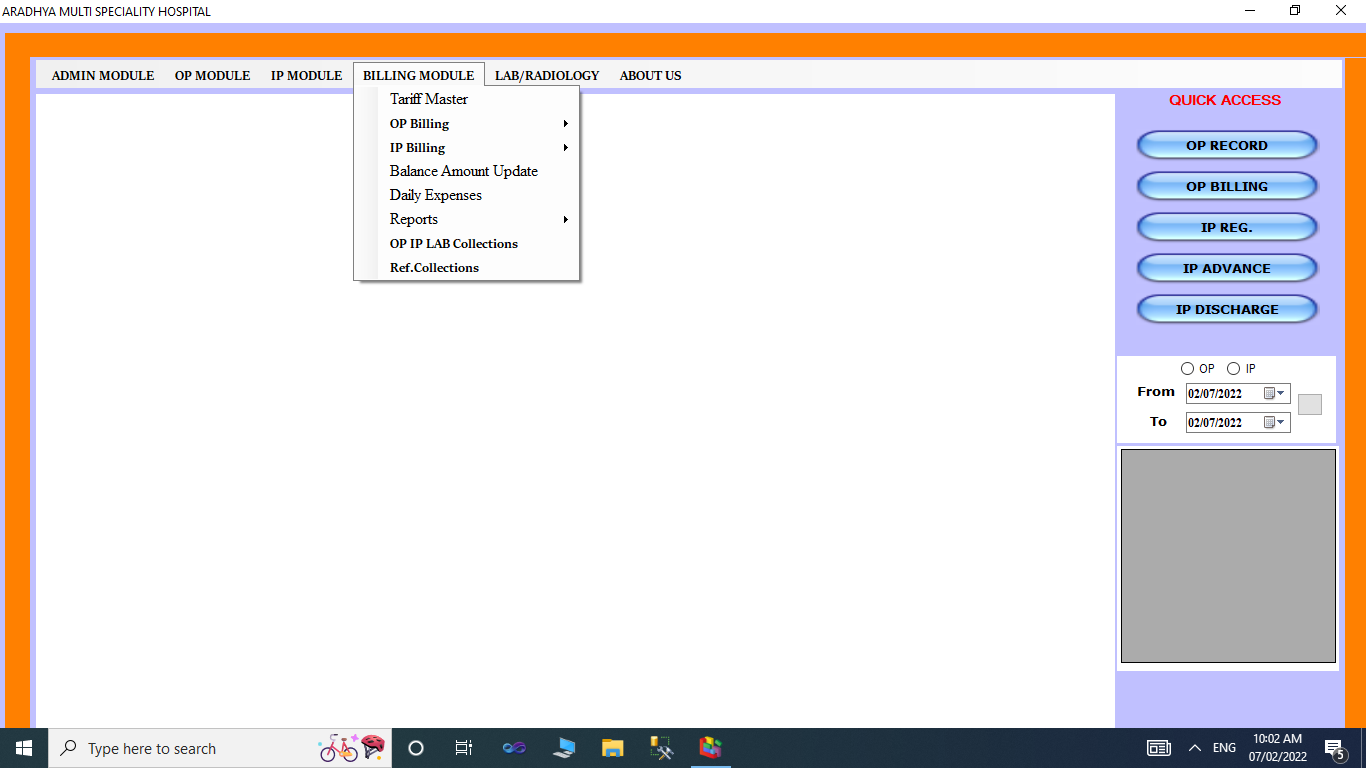 ARADHYA MULTI SPECIALITY HOSPITAL
ADMIN MODULE OP MODULE IP MODULE BILLING MODULE LAB/RADIOLOGY ABOUT US
Tariff Master
OP Billing
IP Billing
Balance Amount Update
Daily Expenses
Reports
OP IP LAB Collections
Ref.Collections
QUICK ACCESS
OP RECORD
OP BILLING
IP REG.
IP ADVANCE
IP DISCHARGE
OP IP
From 02/07/2022
To 02/07/2022
Type here to search
ENG
10:02 AM
07/02/2022
5